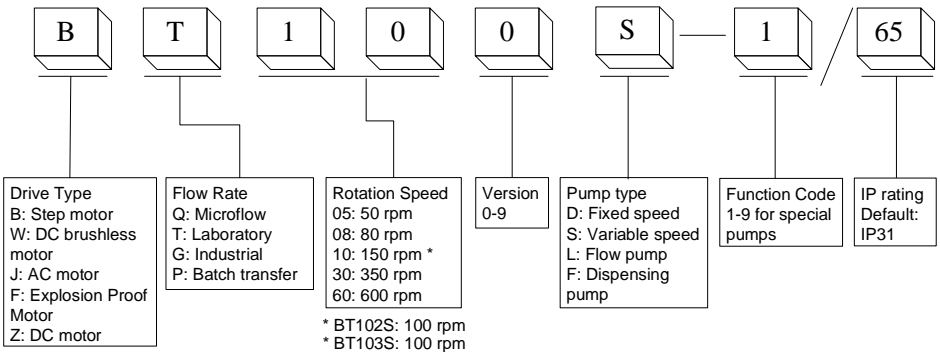 B T 1 0 0 S 1 / 65
Drive Type
B: Step motor
W: DC brushless
motor
J: AC motor
F: Explosion Proof
Motor
Z: DC motor
Flow Rate
Q: Microflow
T: Laboratory
G: Industrial
P: Batch transfer
Rotation Speed
05: 50 rpm
08: 80 rpm
10: 150 rpm *
30: 350 rpm
60: 600 rpm
* BT102S: 100 rpm
* BT103S: 100 rpm
Version
0-9
Pump type
D: Fixed speed
S: Variable speed
L: Flow pump
F: Dispensing
pump
Function Code
1-9 for special
pumps
IP rating
Default:
IP31